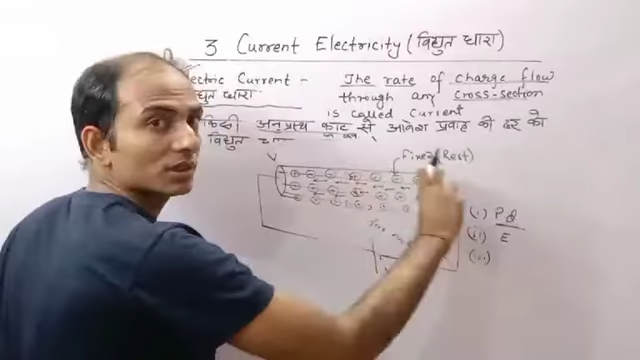 3 Current Electricity (विद्युत धारा)
ectric Current - The rate of charge flow
द्युत धारा through any cross-section
is called Current
किसी अनुप्रस्थ काट से आवेश प्रवाह की दर को
विद्युत
V Fixed (Rest)
(i) Pd
(ii) E
(iii)